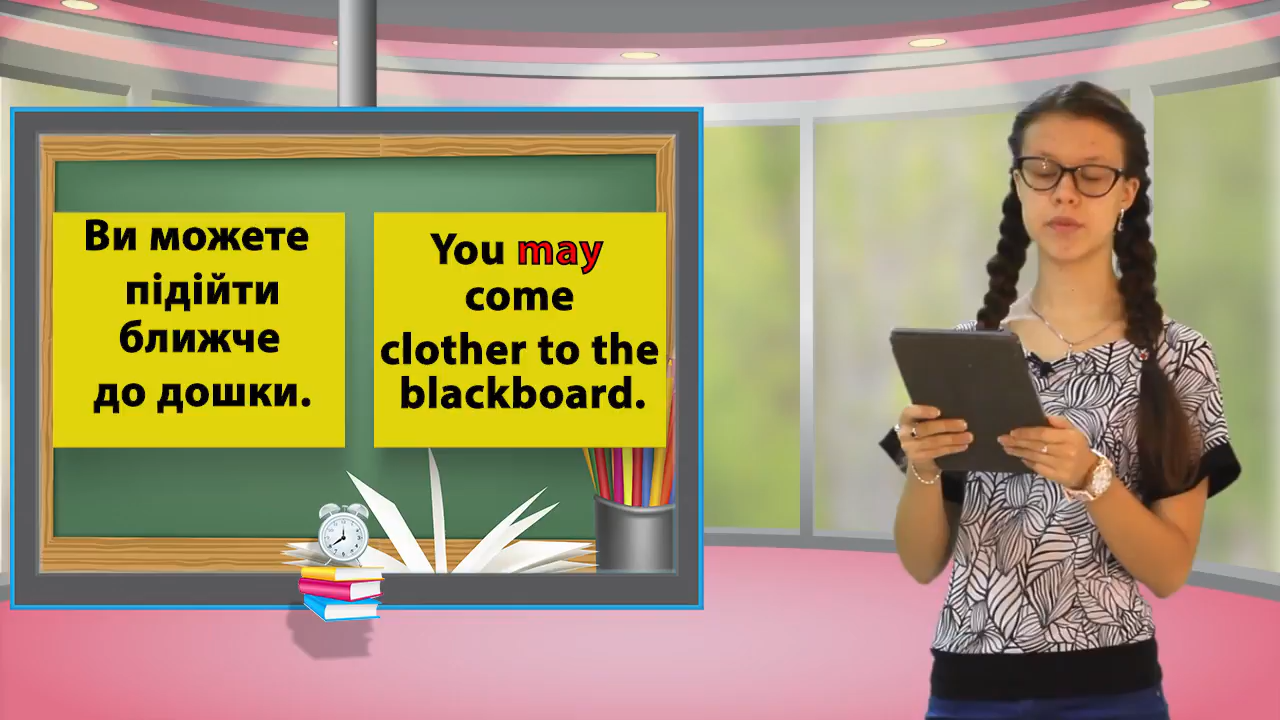 Ви можете
підійти
ближче
до дошки.
You may
come
clother to the
blackboard.